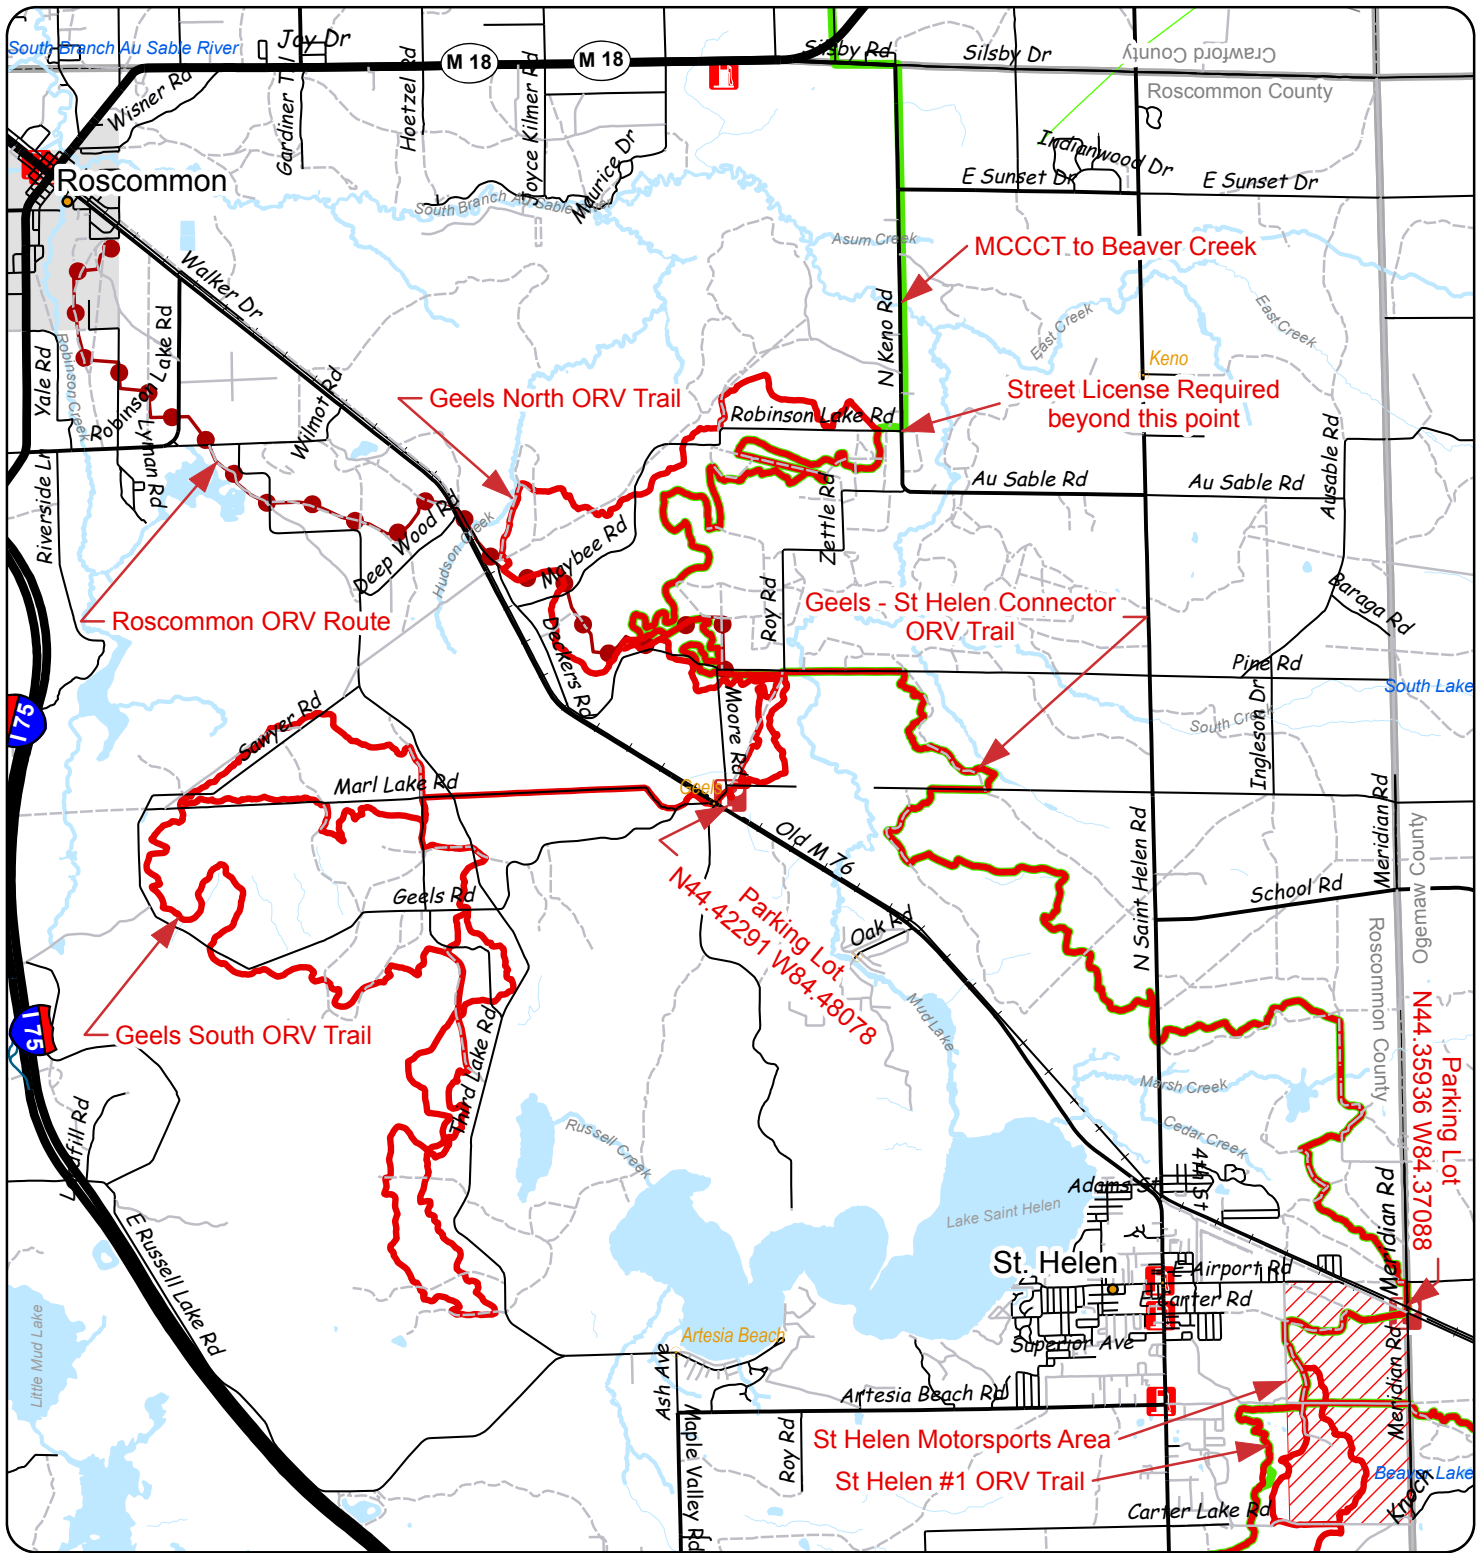 South Branch Au Sable River
Jay Dr
M 18
M 18
Silsby Rd
Silsby Dr
Crawford County
Roscommon County
Wisner Rd
Gardiner Trl
Hoetzel Rd
Joyce Kilmer Rd
Maurice Dr
Indianwood Dr
E Sunset Dr
E Sunset Dr
Roscommon
South Branch Au Sable
Asum Creek
MCCCT to Beaver Creek
Walker Dr
N Keno Rd
East Creek
East Creek
Keno
Yale Rd
Robinson Creek
Robinson Lake Rd
Lyman Rd
Wilmot Rd
Geels North ORV Trail
Robinson Lake Rd
Street License Required
beyond this point
Au Sable Rd
Au Sable Rd
Ausable Rd
Riverside Ln
Deep Wood Rd
Hudson Creek
Maybee Rd
Zettle Rd
Roy Rd
Baraga Rd
Roscommon ORV Route
Geels - St Helen Connector
ORV Trail
Deckers Rd
Pine Rd
South Lake
South Creek
Ingleson Dr
I 75
Sawyer Rd
Moore Rd
Marl Lake Rd
Geels
Old M 76
N Saint Helen Rd
Meridian Rd
Ogemaw County
Roscommon County
School Rd
Geels Rd
Parking Lot
N44.42291 W84.48078
Oak Rd
Mud Lake
I 75
Geels South ORV Trail
Third Lake Rd
Parking Lot
N44.35936 W84.37088
Marsh Creek
Cedar Creek
Russell Creek
Adams St
4th St
Lake Saint Helen
Meridian Rd
St. Helen
E Airport Rd
E Carter Rd
Superior Ave
E Russell Lake Rd
Little Mud Lake
Artesia Beach
Ash Ave
Artesia Beach Rd
Meridian Rd
Maple Valley Rd
Roy Rd
St Helen Motorsports Area
St Helen #1 ORV Trail
Beaver Lake
Carter Lake Rd
Knoch